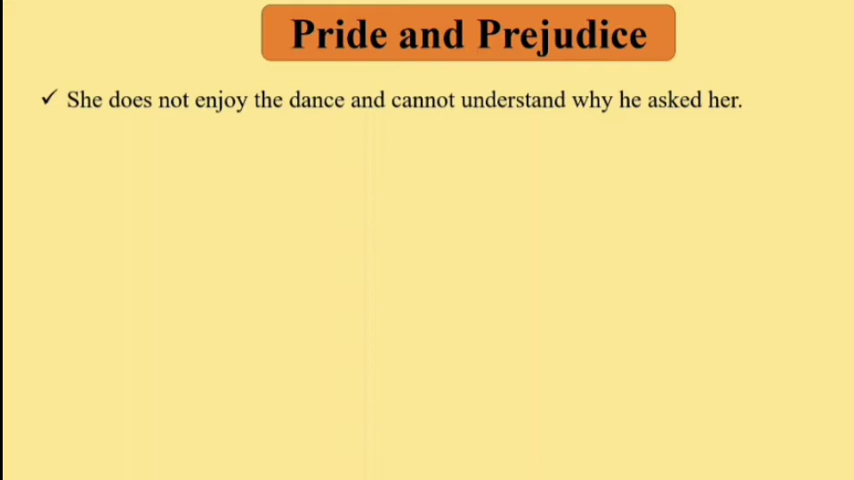 Pride and Prejudice
✓ She does not enjoy the dance and cannot understand why he asked her.